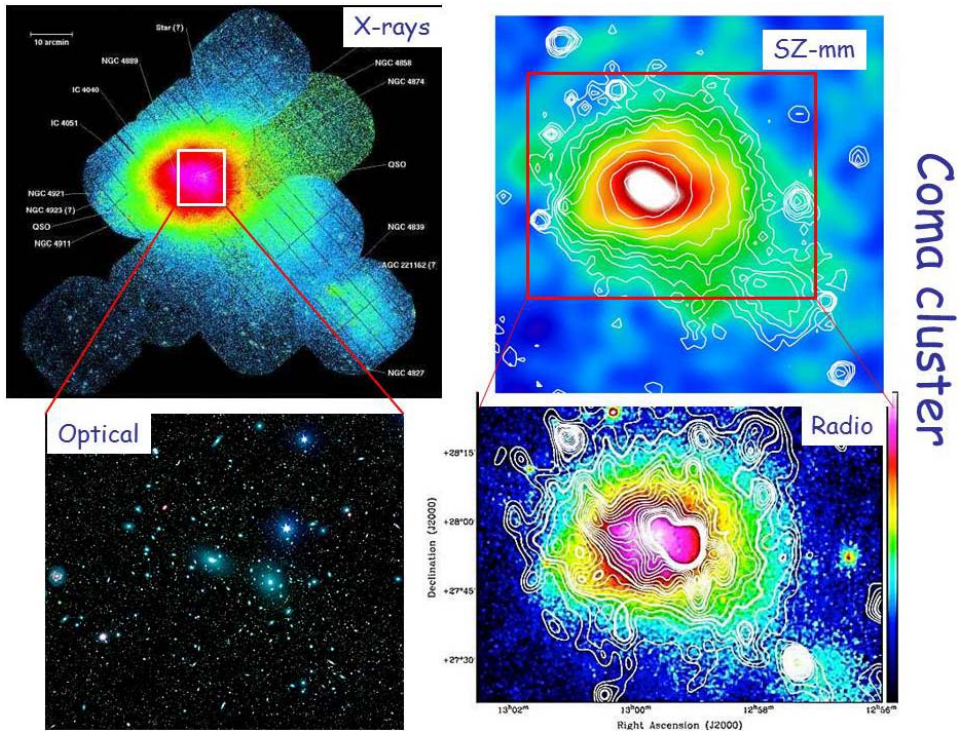 X-rays
10 arcmin
Star (?)
NGC 4889
IC 4040
IC 4051
NGC 4858
NGC 4874
QSO
NGC 4921
NGC 4923 (?)
QSO
NGC 4911
NGC 4839
AGC 221162 (?)
NGC 4827
SZ-mm
Coma cluster
Optical
Radio
+28°15'
+28°00'
+27°45'
+27°30'
Declination (J2000)
13h02m
13h00m
12h58m
12h56m
Right Ascension (J2000)